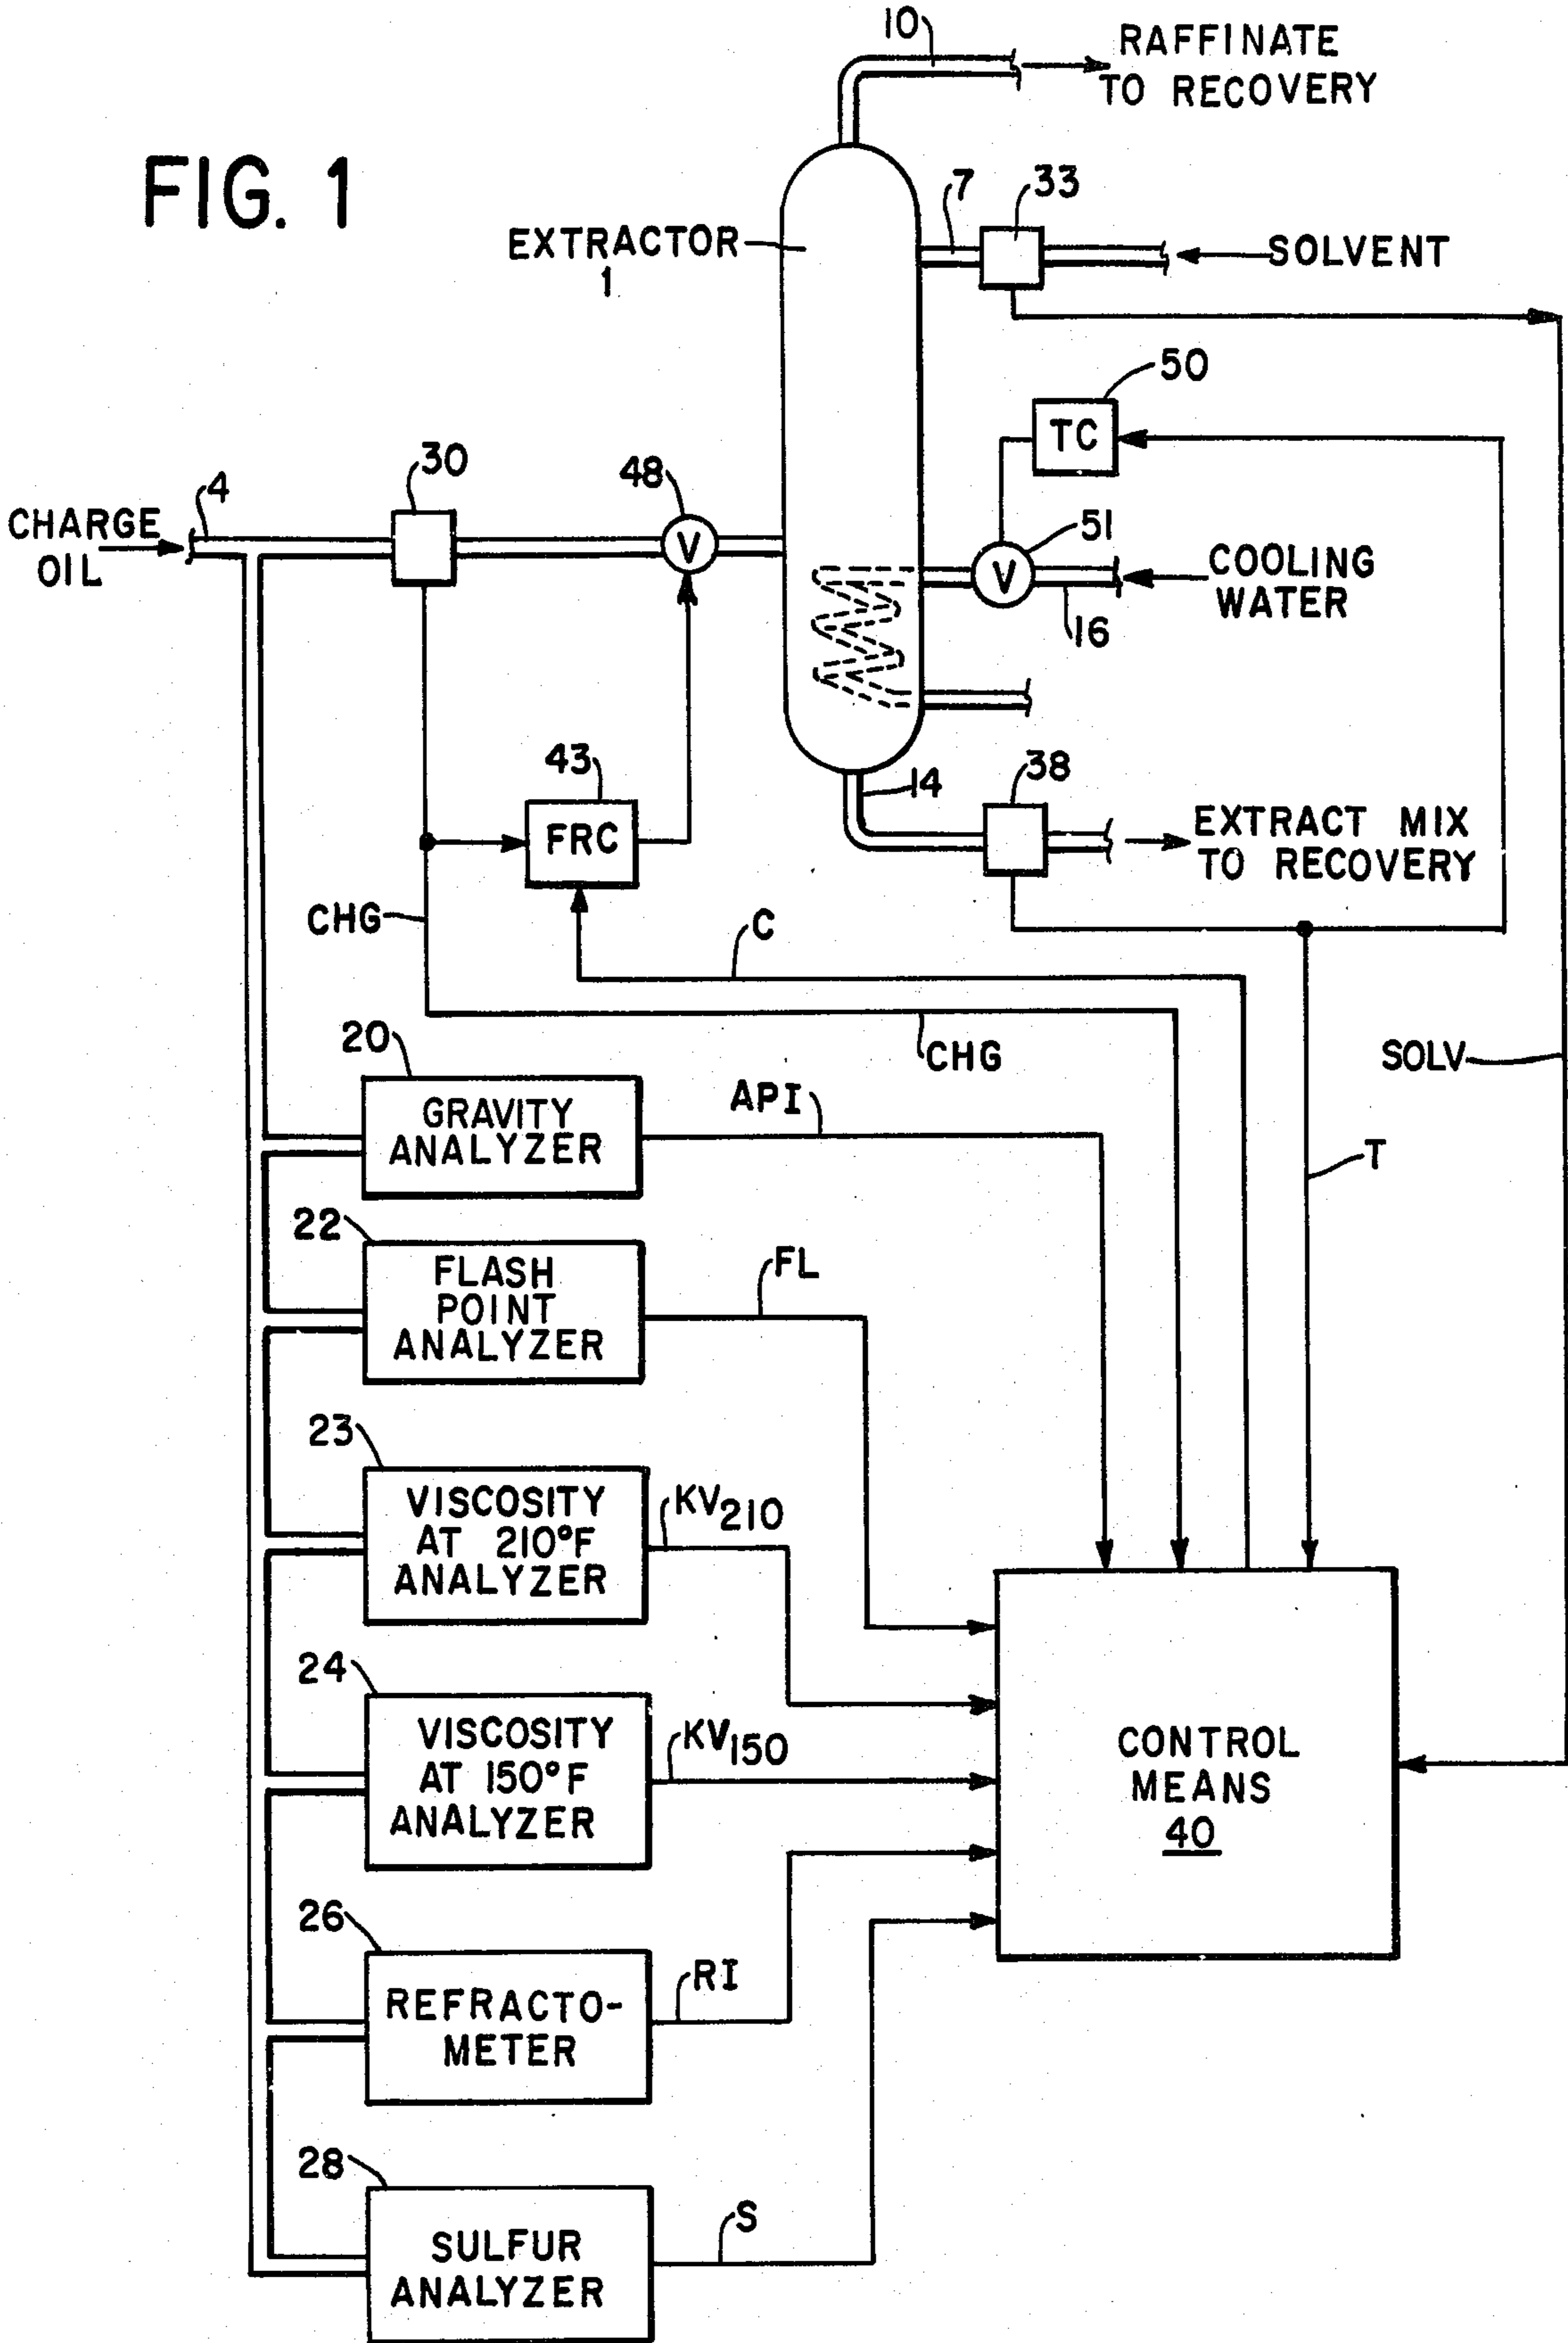 FIG. 1
10
RAFFINATE
TO RECOVERY
EXTRACTOR
1
7
33
SOLVENT
50
TC
30
48
4
CHARGE
OIL
V
51
V
COOLING
WATER
16
43
FRC
14
38
EXTRACT MIX
TO RECOVERY
CHG
C
CHG
SOLV
20
GRAVITY
ANALYZER
API
T
22
FLASH
POINT
ANALYZER
FL
23
VISCOSITY
AT 210°F
ANALYZER
KV210
24
VISCOSITY
AT 150°F
ANALYZER
KV150
CONTROL
MEANS
40
26
REFRACTO-
METER
RI
28
SULFUR
ANALYZER
S